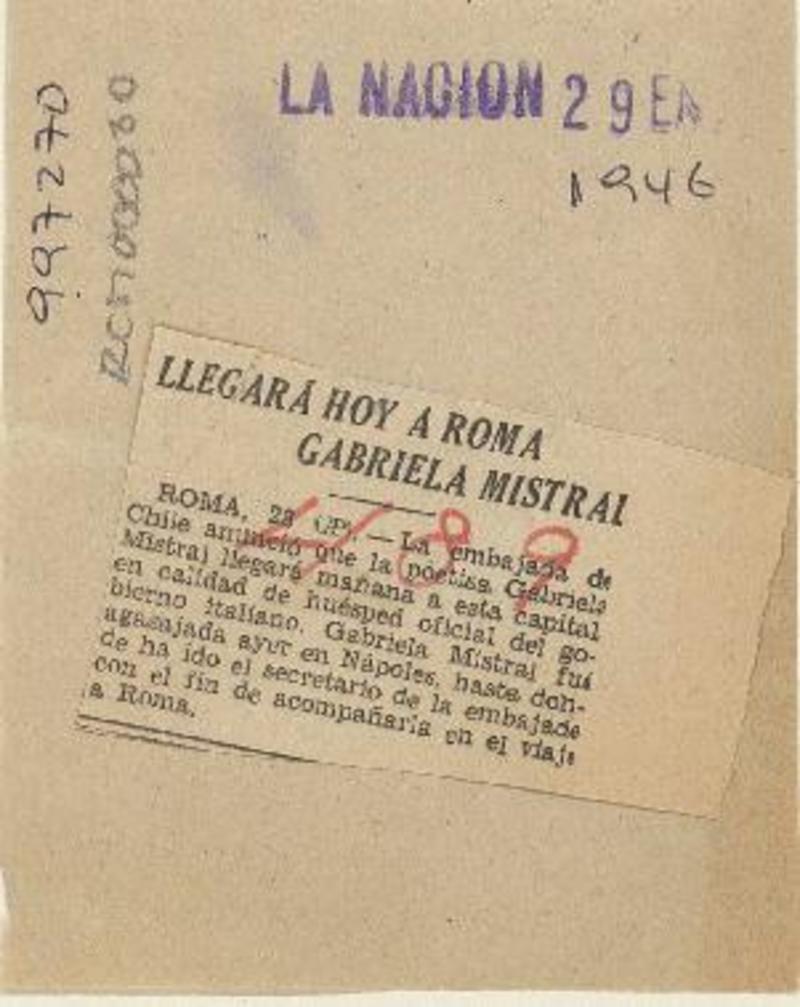 LA NACION 29 EN
1946
997270
LLEGARÁ HOY A ROMA
GABRIELA MISTRAL
ROMA, 28 (UP). — La embajada de
Chile anunció que la poetisa Gabriela
Mistral llegará mañana a esta capital
en calidad de huésped oficial del go-
bierno italiano. Gabriela Mistral fué
agasajada ayer en Nápoles, hasta don-
de ha ido el secretario de la embajada
con el fin de acompañarla en el viaje
a Roma.
489